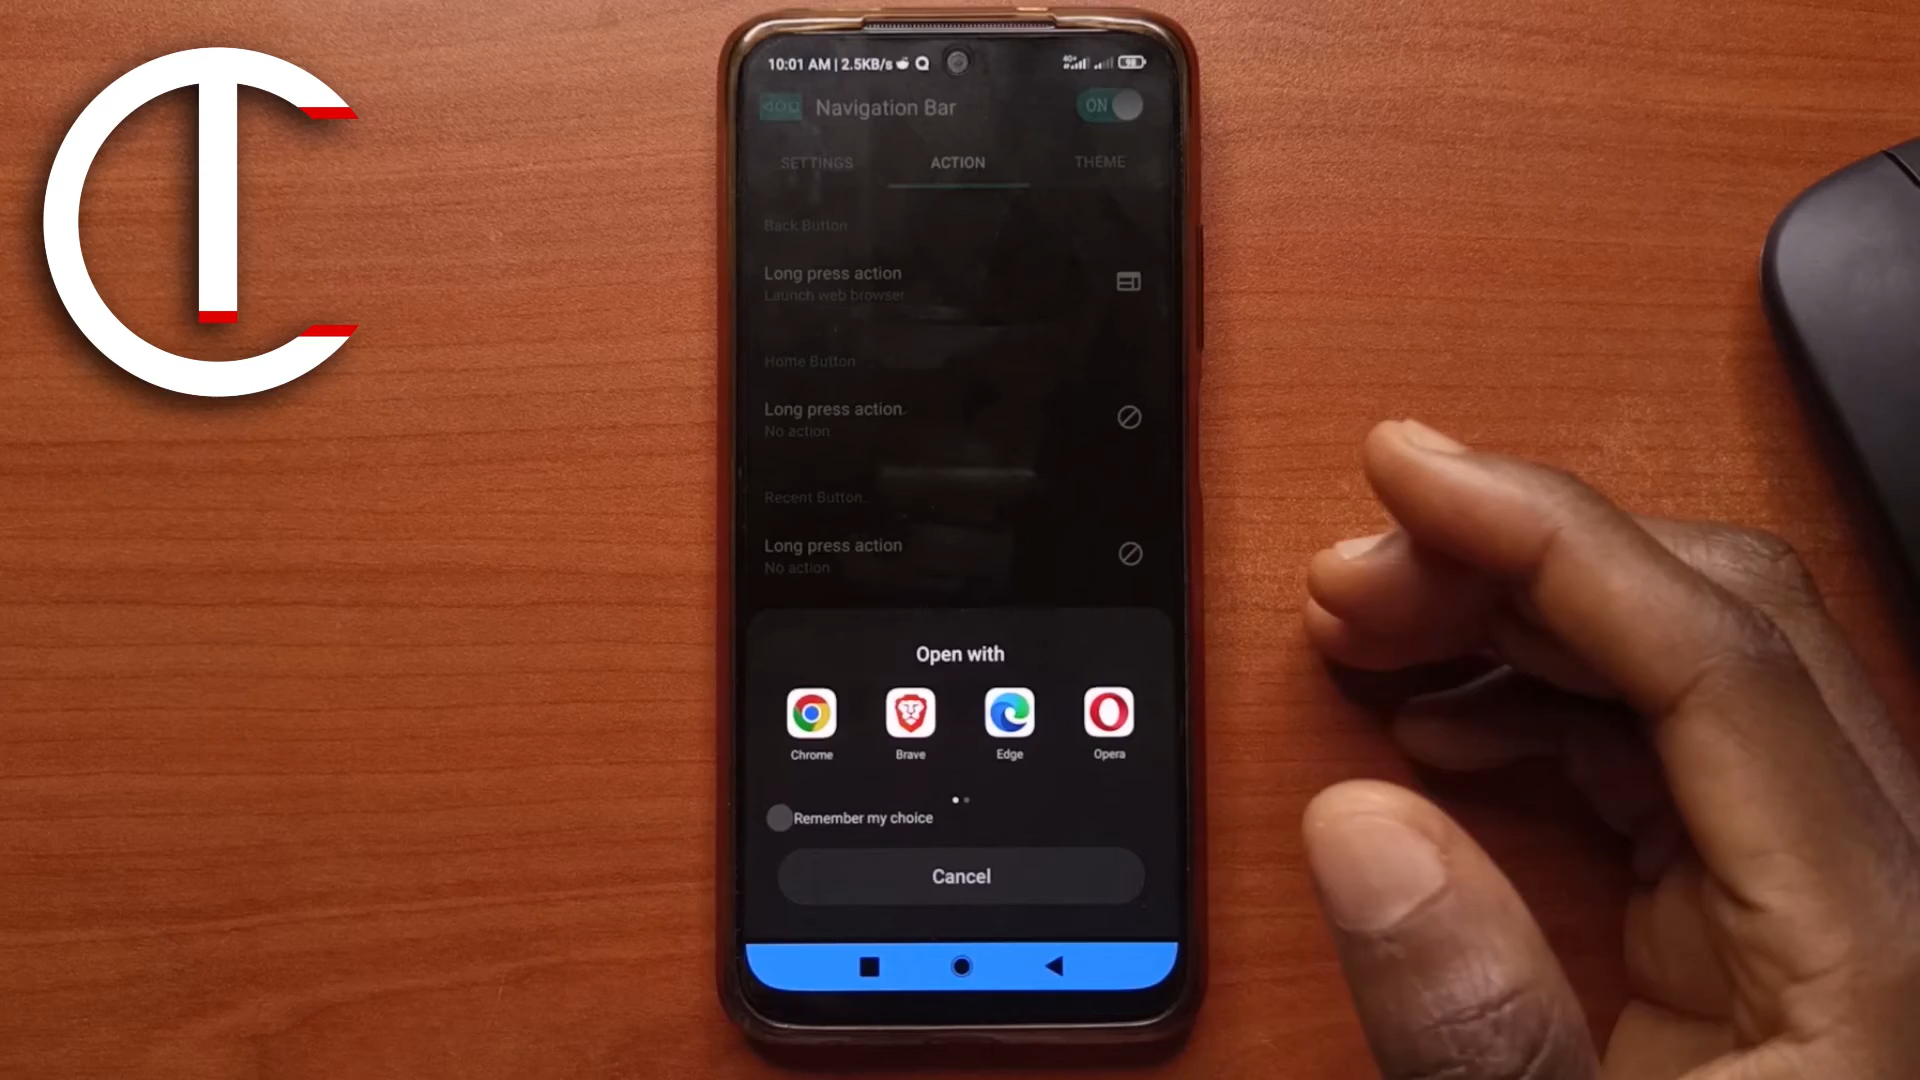 10:01 AM | 2.5KB/s
4G+
98
Navigation Bar
ON
SETTINGS
ACTION
THEME
Back Button
Long press action
Launch web browser
Home Button
Long press action
No action
Recent Button
Long press action
No action
Open with
Chrome
Brave
Edge
Opera
Remember my choice
Cancel